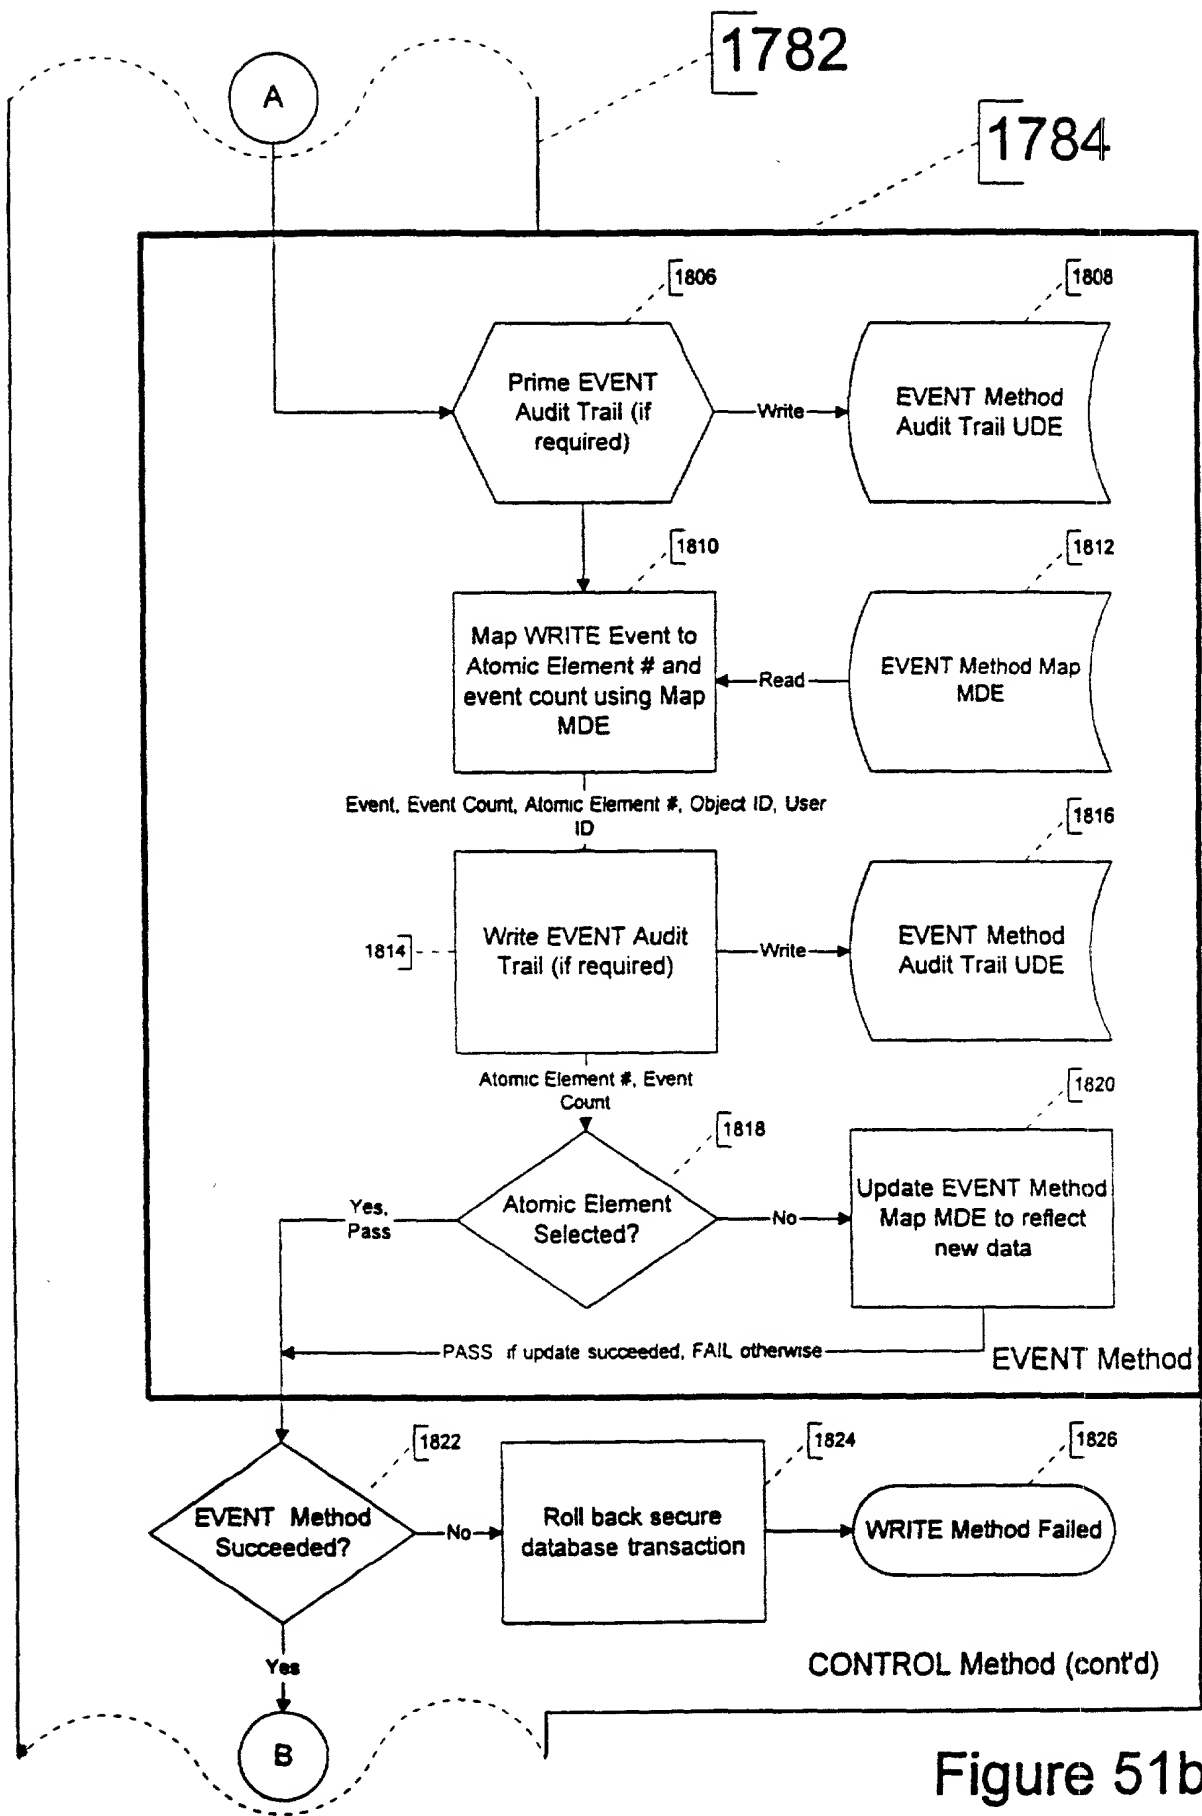 1782
A
1784
1806
1808
Prime EVENT
Audit Trail (if
required)
Write
EVENT Method
Audit Trail UDE
1810
1812
Map WRITE Event to
Atomic Element # and
event count using Map
MDE
Read
EVENT Method Map
MDE
Event, Event Count, Atomic Element #, Object ID, User
ID
1816
1814
Write EVENT Audit
Trail (if required)
Write
EVENT Method
Audit Trail UDE
Atomic Element #, Event
Count
1820
1818
Yes,
Pass
Atomic Element
Selected?
No
Update EVENT Method
Map MDE to reflect
new data
PASS if update succeeded, FAIL otherwise
EVENT Method
1822
1824
1826
EVENT Method
Succeeded?
No
Roll back secure
database transaction
WRITE Method Failed
Yes
CONTROL Method (cont'd)
B
Figure 51b